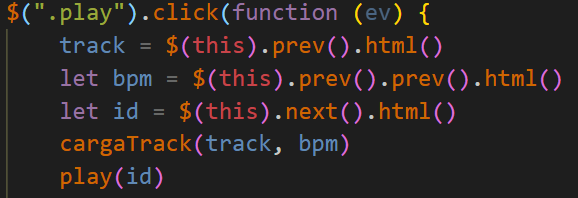 $(".play").click(function (ev) {
track = $(this).prev().html()
let bpm = $(this).prev().prev().html()
let id = $(this).next().html()
cargaTrack(track, bpm)
play(id)